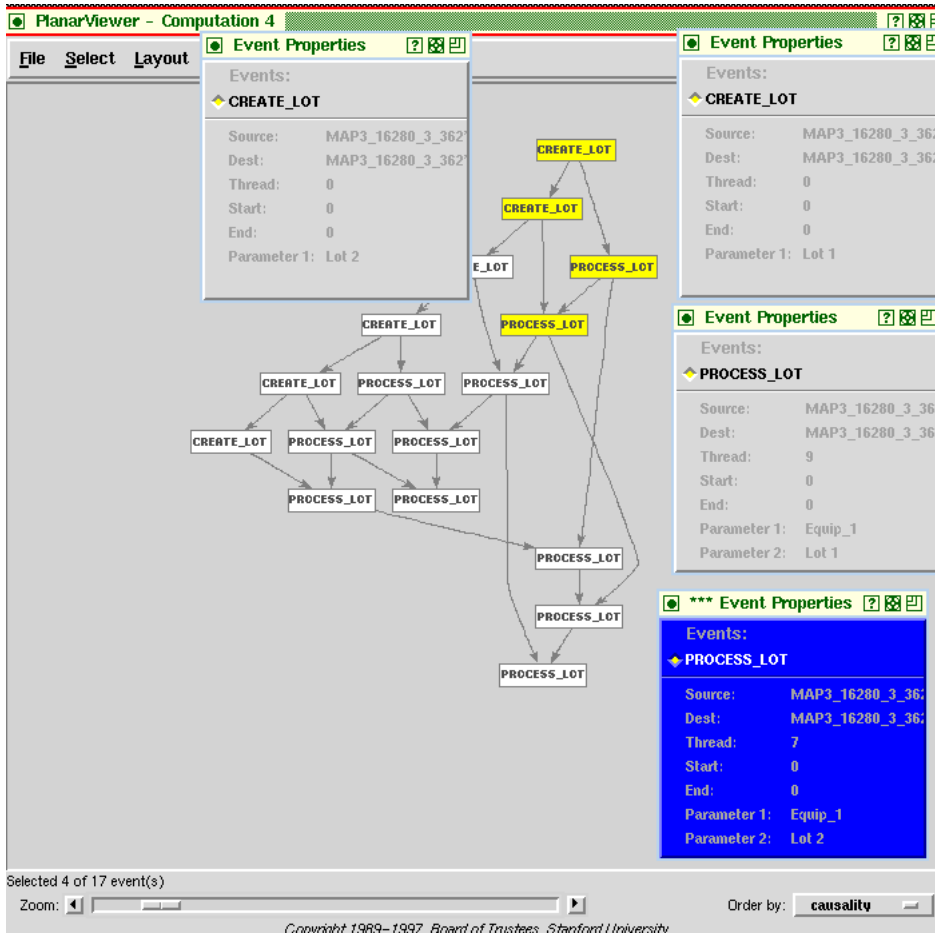 PlanarViewer - Computation 4
File Select Layout
Event Properties
Events:
CREATE_LOT
Source: MAP3_16280_3_362
Dest: MAP3_16280_3_362
Thread: 0
Start: 0
End: 0
Parameter 1: Lot 2
Event Properties
Events:
CREATE_LOT
Source: MAP3_16280_3_36
Dest: MAP3_16280_3_36
Thread: 0
Start: 0
End: 0
Parameter 1: Lot 1
Event Properties
Events:
PROCESS_LOT
Source: MAP3_16280_3_36
Dest: MAP3_16280_3_36
Thread: 9
Start: 0
End: 0
Parameter 1: Equip_1
Parameter 2: Lot 1
*** Event Properties
Events:
PROCESS_LOT
Source: MAP3_16280_3_36
Dest: MAP3_16280_3_36
Thread: 7
Start: 0
End: 0
Parameter 1: Equip_1
Parameter 2: Lot 2
CREATE_LOT
CREATE_LOT
E_LOT PROCESS_LOT
CREATE_LOT PROCESS_LOT
CREATE_LOT PROCESS_LOT PROCESS_LOT
CREATE_LOT PROCESS_LOT PROCESS_LOT
PROCESS_LOT PROCESS_LOT
PROCESS_LOT
PROCESS_LOT
PROCESS_LOT
Selected 4 of 17 event(s)
Zoom: Order by: causality
Copyright 1989-1997, Board of Trustees, Stanford University